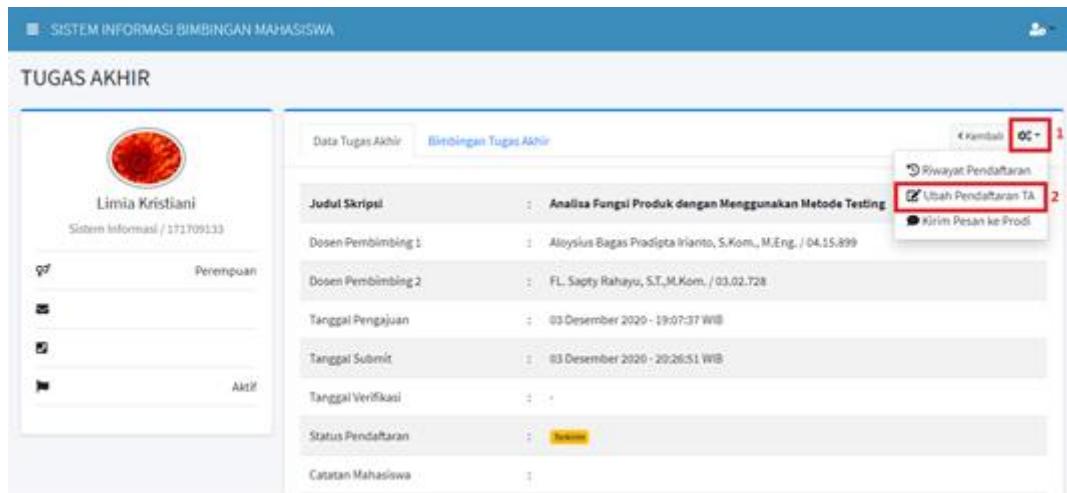 SISTEM INFORMASI BIMBINGAN MAHASISWA
TUGAS AKHIR
Limia Kristiani
Sistem Informasi / 171709133
Perempuan
Aktif
Data Tugas Akhir Bimbingan Tugas Akhir
Kembali 1
Riwayat Pendaftaran
Ubah Pendaftaran TA 2
Kirim Pesan ke Prodi
Judul Skripsi : Analisa Fungsi Produk dengan Menggunakan Metode Testing
Dosen Pembimbing 1 : Aloysius Bagas Pradipta Irianto, S.Kom., M.Eng. / 04.15.899
Dosen Pembimbing 2 : FL. Sapty Rahayu, S.T.,M.Kom. / 03.02.728
Tanggal Pengajuan : 03 Desember 2020 - 19:07:37 WIB
Tanggal Submit : 03 Desember 2020 - 20:26:51 WIB
Tanggal Verifikasi : -
Status Pendaftaran :
Catatan Mahasiswa :